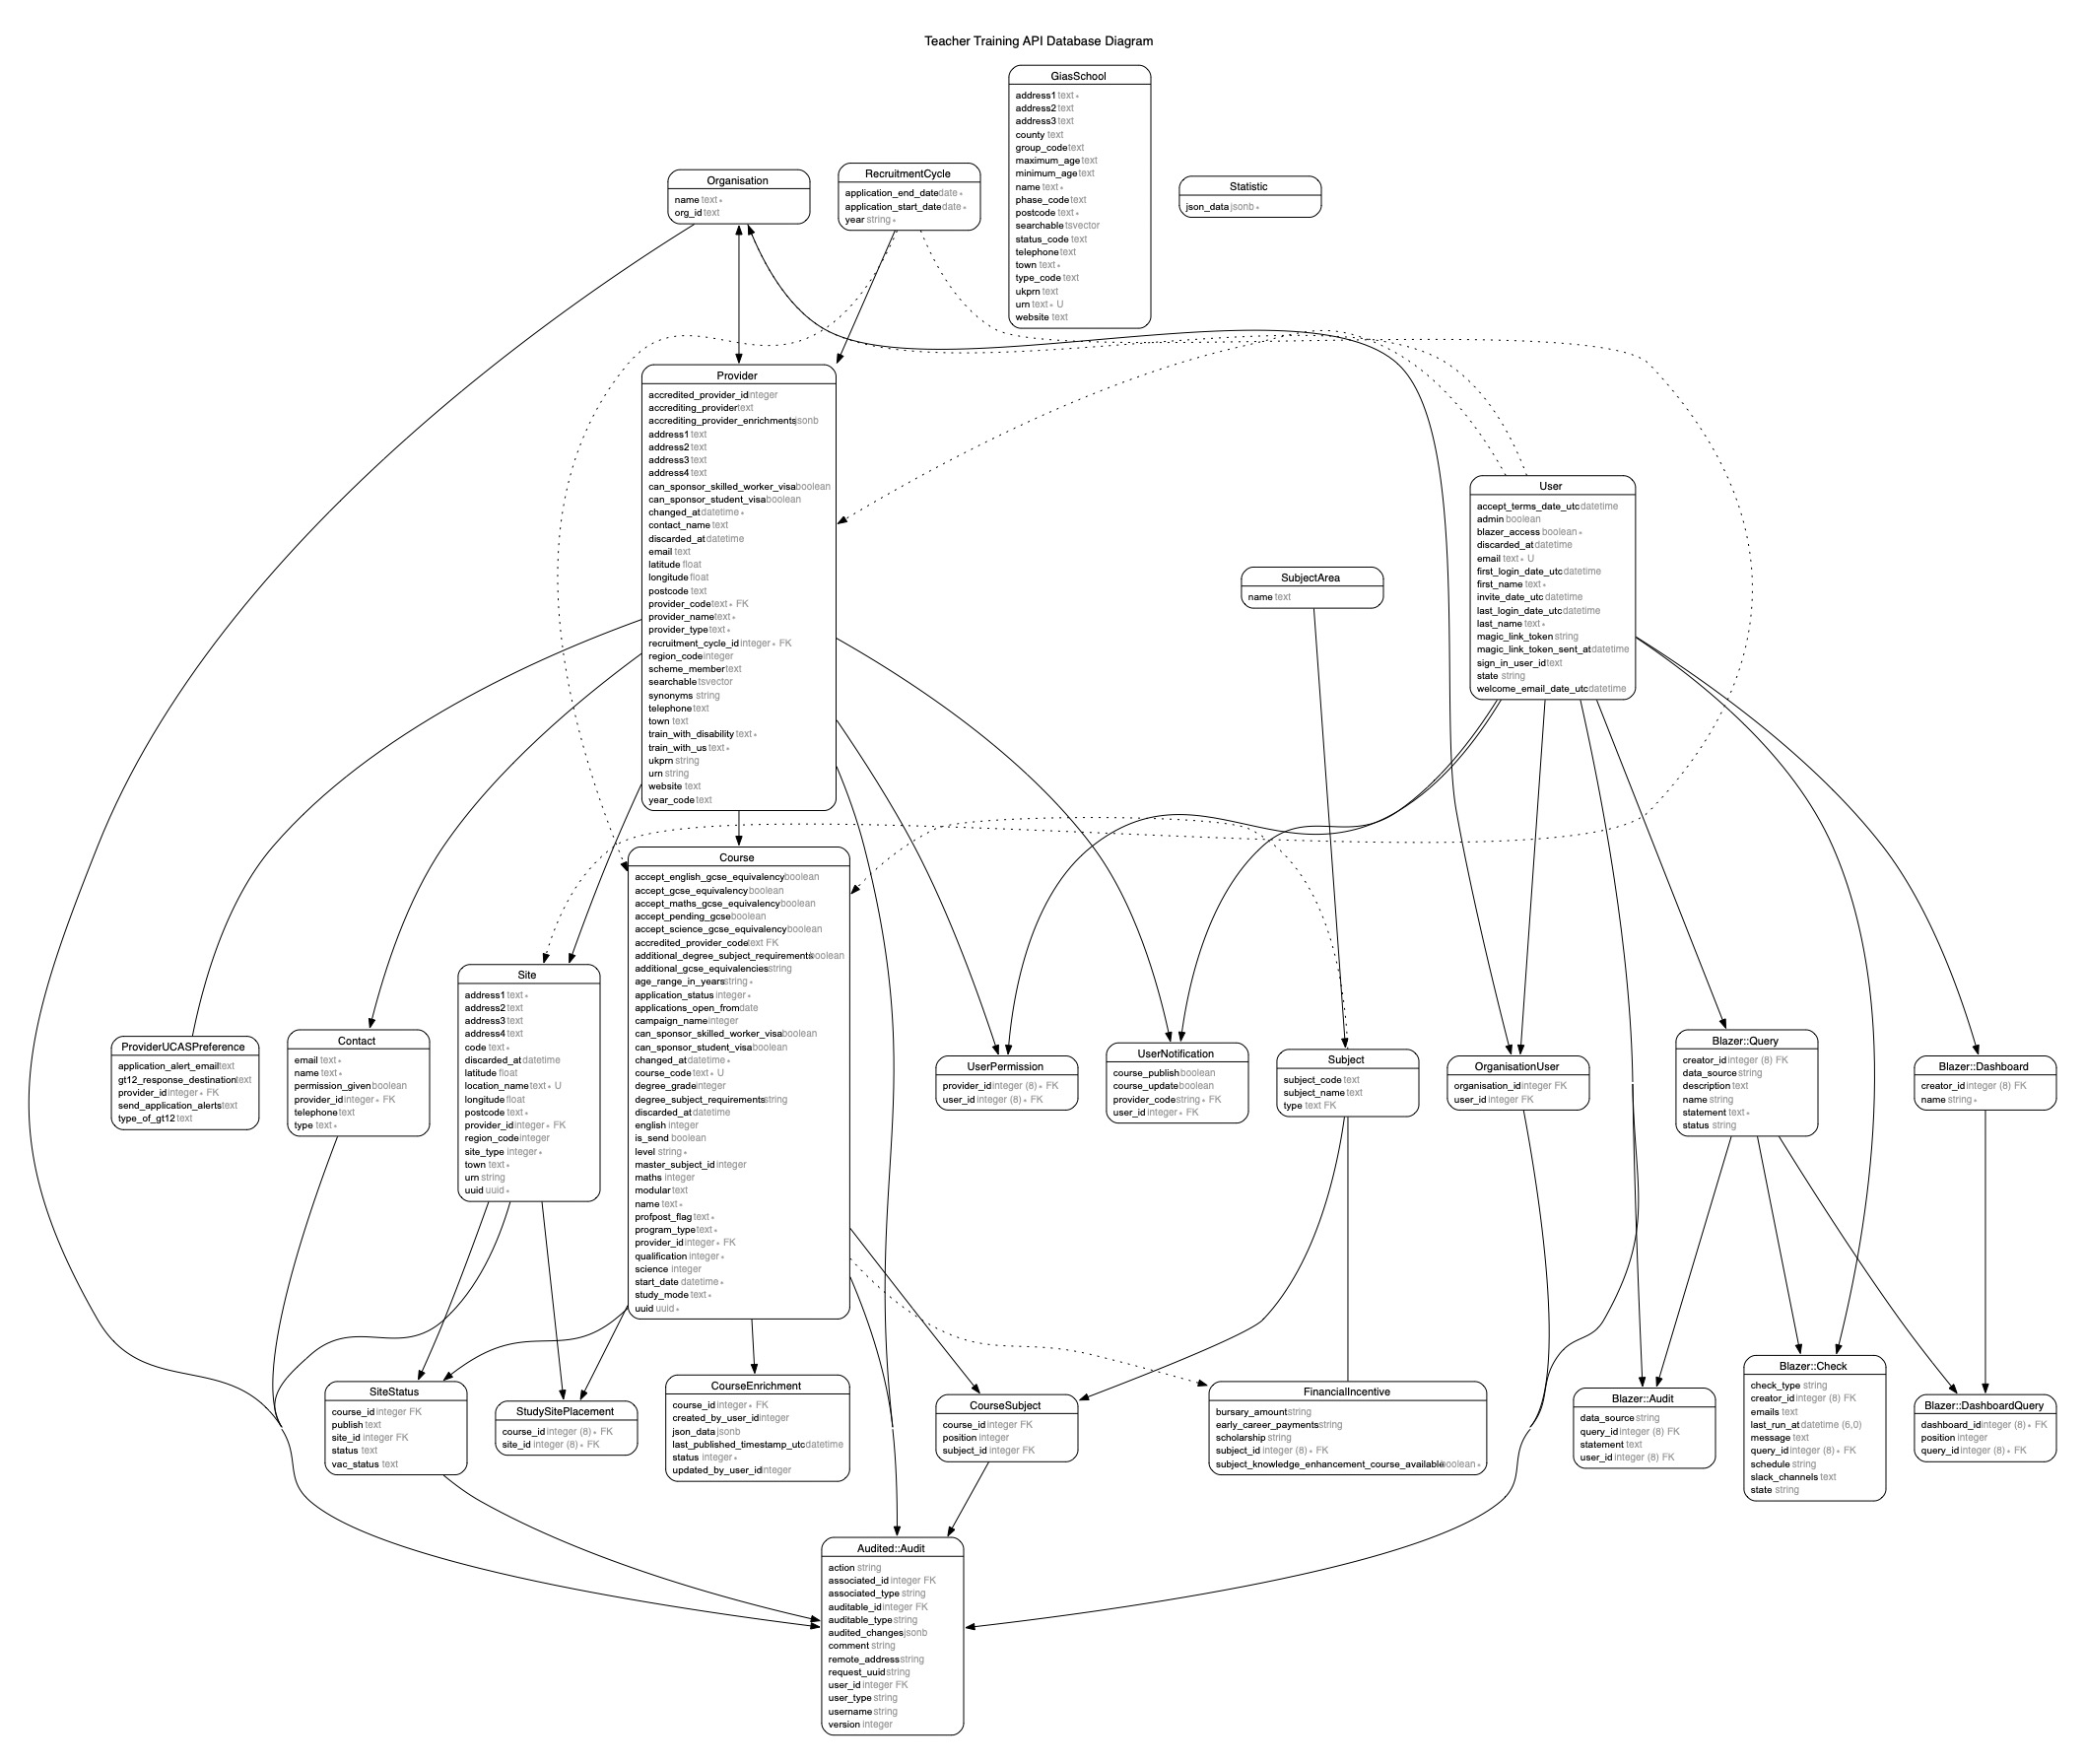 Teacher Training API Database Diagram
GiasSchool
address1 text ∗
address2 text
address3 text
county text
group_code text
maximum_age text
minimum_age text
name text ∗
phase_code text
postcode text ∗
searchable tsvector
status_code text
telephone text
town text ∗
type_code text
ukprn text
urn text ∗ U
website text
Organisation
name text ∗
org_id text
RecruitmentCycle
application_end_date date ∗
application_start_date date ∗
year string ∗
Statistic
json_data jsonb ∗
Provider
accredited_provider_id integer
accrediting_provider text
accrediting_provider_enrichments jsonb
address1 text
address2 text
address3 text
address4 text
can_sponsor_skilled_worker_visa boolean
can_sponsor_student_visa boolean
changed_at datetime ∗
contact_name text
discarded_at datetime
email text
latitude float
longitude float
postcode text
provider_code text ∗ FK
provider_name text ∗
provider_type text ∗
recruitment_cycle_id integer ∗ FK
region_code integer
scheme_member text
searchable tsvector
synonyms string
telephone text
town text
train_with_disability text ∗
train_with_us text ∗
ukprn string
urn string
website text
year_code text
User
accept_terms_date_utc datetime
admin boolean
blazer_access boolean ∗
discarded_at datetime
email text ∗ U
first_login_date_utc datetime
first_name text ∗
invite_date_utc datetime
last_login_date_utc datetime
last_name text ∗
magic_link_token string
magic_link_token_sent_at datetime
sign_in_user_id text
state string
welcome_email_date_utc datetime
SubjectArea
name text
Course
accept_english_gcse_equivalency boolean
accept_gcse_equivalency boolean
accept_maths_gcse_equivalency boolean
accept_pending_gcse boolean
accept_science_gcse_equivalency boolean
accredited_provider_code text FK
additional_degree_subject_requirements boolean
additional_gcse_equivalencies string
age_range_in_years string ∗
application_status integer ∗
applications_open_from date
campaign_name integer
can_sponsor_skilled_worker_visa boolean
can_sponsor_student_visa boolean
changed_at datetime ∗
course_code text ∗ U
degree_grade integer
degree_subject_requirements string
discarded_at datetime
english integer
is_send boolean
level string ∗
master_subject_id integer
maths integer
modular text
name text ∗
profpost_flag text ∗
program_type text ∗
provider_id integer ∗ FK
qualification integer ∗
science integer
start_date datetime ∗
study_mode text ∗
uuid uuid ∗
Site
address1 text ∗
address2 text
address3 text
address4 text
code text ∗
discarded_at datetime
latitude float
location_name text ∗ U
longitude float
postcode text ∗
provider_id integer ∗ FK
region_code integer
site_type integer ∗
town text ∗
urn string
uuid uuid ∗
ProviderUCASPreference
application_alert_email text
gt12_response_destination text
provider_id integer ∗ FK
send_application_alerts text
type_of_gt12 text
Contact
email text ∗
name text ∗
permission_given boolean
provider_id integer ∗ FK
telephone text
type text ∗
UserPermission
provider_id integer (8) ∗ FK
user_id integer (8) ∗ FK
UserNotification
course_publish boolean
course_update boolean
provider_code string ∗ FK
user_id integer ∗ FK
Subject
subject_code text
subject_name text
type text FK
OrganisationUser
organisation_id integer FK
user_id integer FK
Blazer::Query
creator_id integer (8) FK
data_source string
description text
name string
statement text ∗
status string
Blazer::Dashboard
creator_id integer (8) FK
name string ∗
SiteStatus
course_id integer FK
publish text
site_id integer FK
status text
vac_status text
StudySitePlacement
course_id integer (8) ∗ FK
site_id integer (8) ∗ FK
CourseEnrichment
course_id integer ∗ FK
created_by_user_id integer
json_data jsonb
last_published_timestamp_utc datetime
status integer ∗
updated_by_user_id integer
CourseSubject
course_id integer FK
position integer
subject_id integer FK
FinancialIncentive
bursary_amount string
early_career_payments string
scholarship string
subject_id integer (8) ∗ FK
subject_knowledge_enhancement_course_available boolean ∗
Blazer::Audit
data_source string
query_id integer (8) FK
statement text
user_id integer (8) FK
Blazer::Check
check_type string
creator_id integer (8) FK
emails text
last_run_at datetime (6,0)
message text
query_id integer (8) ∗ FK
schedule string
slack_channels text
state string
Blazer::DashboardQuery
dashboard_id integer (8) ∗ FK
position integer
query_id integer (8) ∗ FK
Audited::Audit
action string
associated_id integer FK
associated_type string
auditable_id integer FK
auditable_type string
audited_changes jsonb
comment string
remote_address string
request_uuid string
user_id integer FK
user_type string
username string
version integer